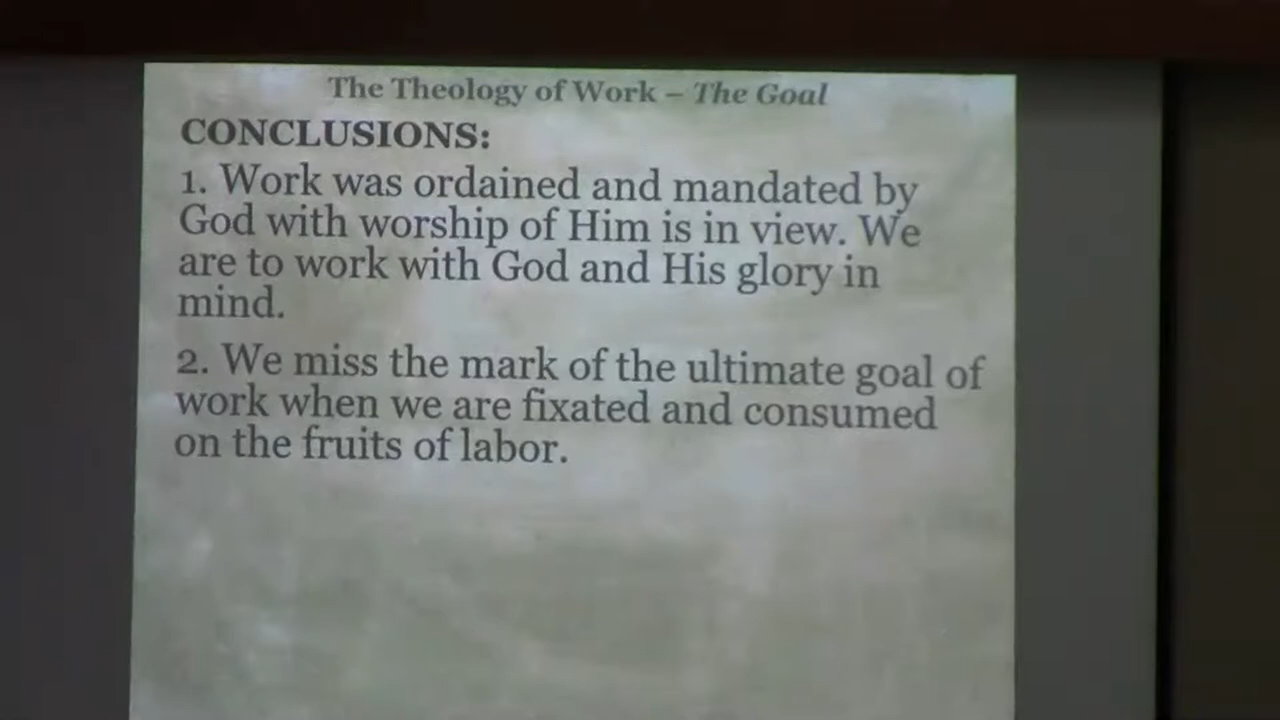 The Theology of Work – The Goal
CONCLUSIONS:
1. Work was ordained and mandated by
God with worship of Him is in view. We
are to work with God and His glory in
mind.
2. We miss the mark of the ultimate goal of
work when we are fixated and consumed
on the fruits of labor.